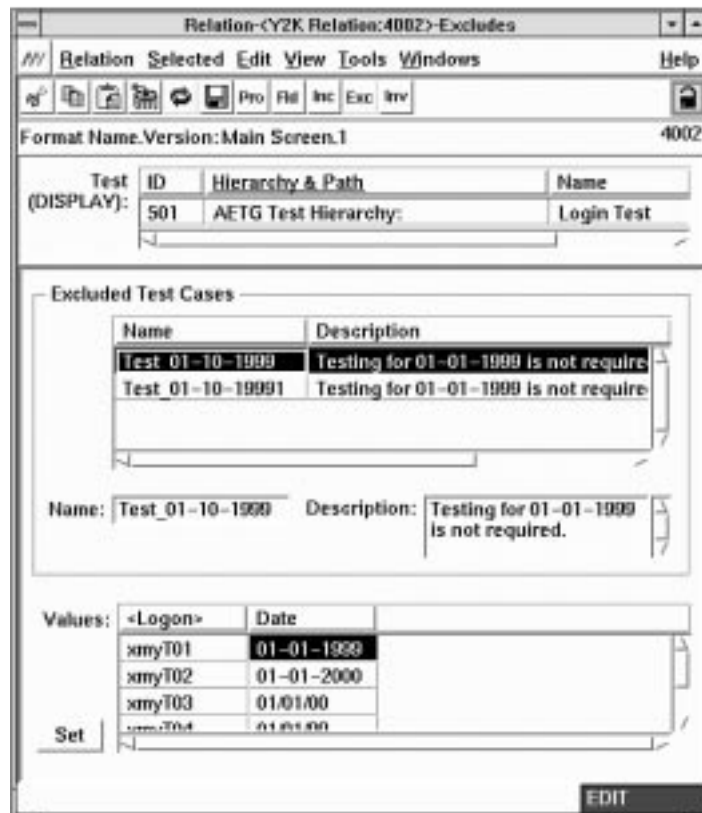 Relation-<Y2K Relation:4002>-Excludes
Relation Selected Edit View Tools Windows Help
Pro Fld Inc Exc Inv
Format Name.Version:Main Screen.1 4002
Test (DISPLAY): ID Hierarchy & Path Name
501 AETG Test Hierarchy: Login Test
Excluded Test Cases
Name Description
Test_01-10-1999 Testing for 01-01-1999 is not require
Test_01-10-19991 Testing for 01-01-1999 is not require
Name: Test_01-10-1999 Description: Testing for 01-01-1999
is not required.
Values: <Logon> Date
xmyT01 01-01-1999
xmyT02 01-01-2000
xmyT03 01/01/00
Set
EDIT